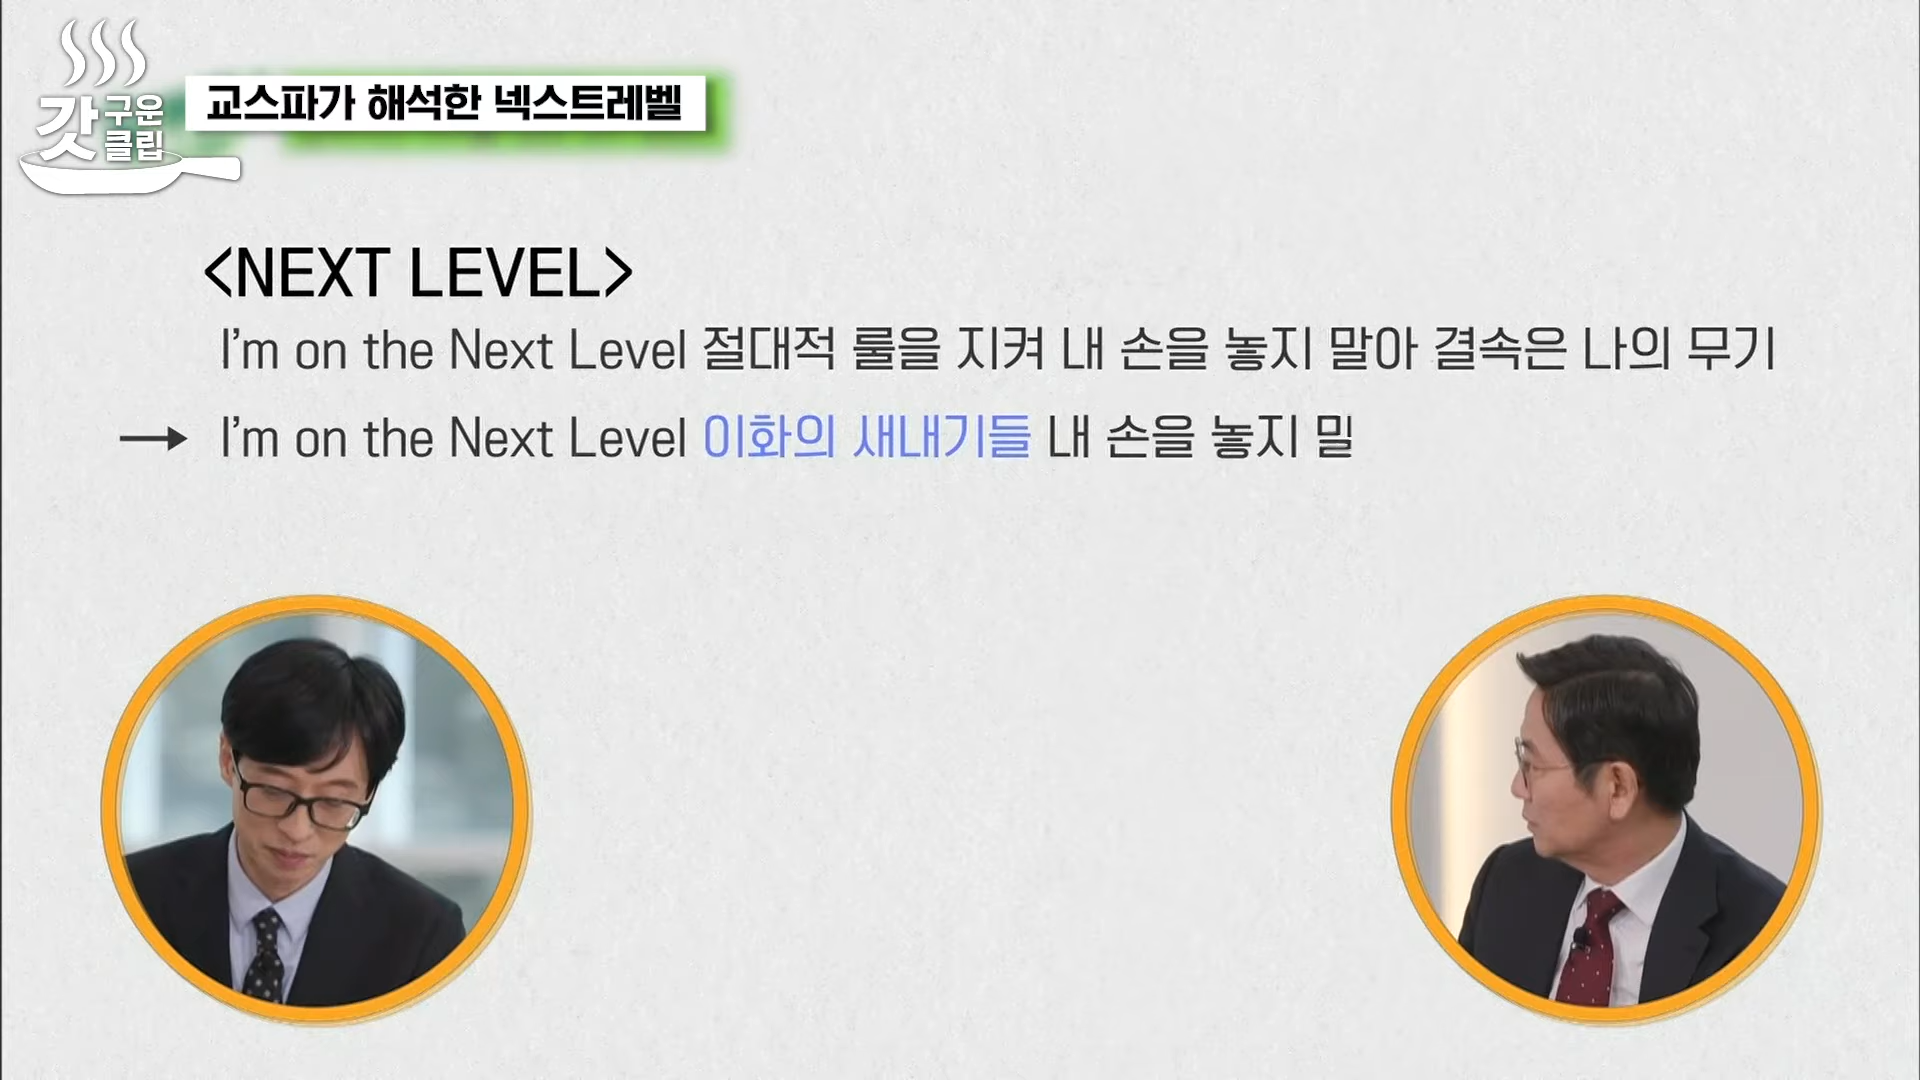 갓구운클립
교스파가 해석한 넥스트레벨
<NEXT LEVEL>
I'm on the Next Level 절대적 룰을 지켜 내 손을 놓지 말아 결속은 나의 무기
→ I'm on the Next Level 이화의 새내기들 내 손을 놓지 밀